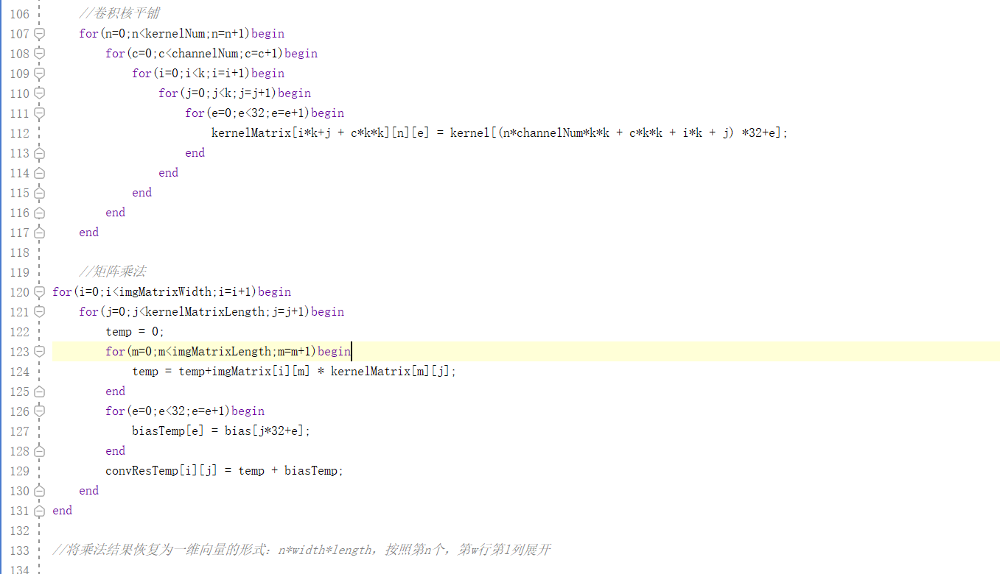 106 //卷积核平铺
107 for(n=0;n<kernelNum;n=n+1)begin
108 for(c=0;c<channelNum;c=c+1)begin
109 for(i=0;i<k;i=i+1)begin
110 for(j=0;j<k;j=j+1)begin
111 for(e=0;e<32;e=e+1)begin
112 kernelMatrix[i*k+j + c*k*k][n][e] = kernel[(n*channelNum*k*k + c*k*k + i*k + j) *32+e];
113 end
114 end
115 end
116 end
117 end
118
119 //矩阵乘法
120 for(i=0;i<imgMatrixWidth;i=i+1)begin
121 for(j=0;j<kernelMatrixLength;j=j+1)begin
122 temp = 0;
123 for(m=0;m<imgMatrixLength;m=m+1)begin
124 temp = temp+imgMatrix[i][m] * kernelMatrix[m][j];
125 end
126 for(e=0;e<32;e=e+1)begin
127 biasTemp[e] = bias[j*32+e];
128 end
129 convResTemp[i][j] = temp + biasTemp;
130 end
131 end
132
133 //将乘法结果恢复为一维向量的形式：n*width*length，按照第n个，第w行第l列展开
134